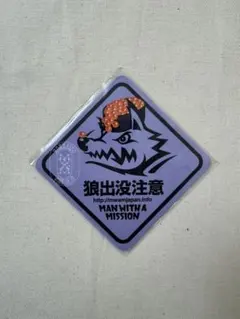 狼出没注意
http://mwamjapan.info
MAN WITH A
MISSION